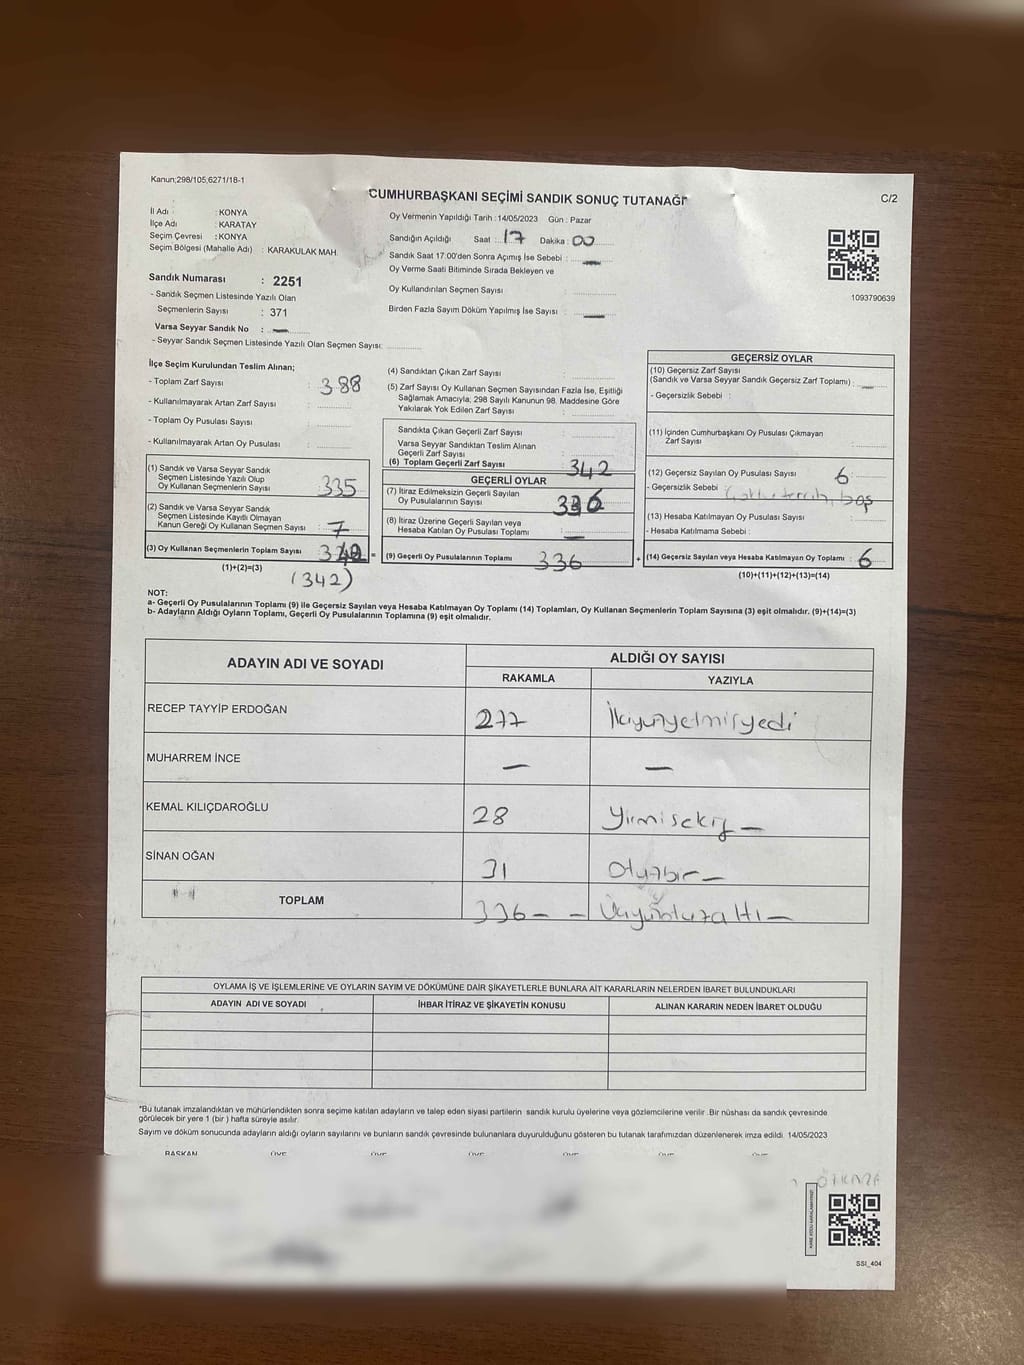 Kanun;298/105,6271/18-1
CUMHURBAŞKANI SEÇİMİ SANDIK SONUÇ TUTANAĞI
C/2
İl Adı : KONYA
İlçe Adı : KARATAY
Seçim Çevresi : KONYA
Seçim Bölgesi (Mahalle Adı) : KARAKULAK MAH.
Sandık Numarası : 2251
- Sandık Seçmen Listesinde Yazılı Olan
Seçmenlerin Sayısı : 371
Varsa Seyyar Sandık No : —
- Seyyar Sandık Seçmen Listesinde Yazılı Olan Seçmen Sayısı:
Oy Vermenin Yapıldığı Tarih :14/05/2023 Gün : Pazar
Sandığın Açıldığı Saat : 17 Dakika : 00
Sandık Saat 17:00'den Sonra Açımış İse Sebebi : —
Oy Verme Saati Bitiminde Sırada Bekleyen ve
Oy Kullandırılan Seçmen Sayısı :
Birden Fazla Sayım Döküm Yapılmış İse Sayısı : —
1093790639
İlçe Seçim Kurulundan Teslim Alınan;
- Toplam Zarf Sayısı : 388
- Kullanılmayarak Artan Zarf Sayısı :
- Toplam Oy Pusulası Sayısı :
- Kullanılmayarak Artan Oy Pusulası :
(1) Sandık ve Varsa Seyyar Sandık
Seçmen Listesinde Yazılı Olup
Oy Kullanan Seçmenlerin Sayısı : 335
(2) Sandık ve Varsa Seyyar Sandık
Seçmen Listesinde Kayıtlı Olmayan
Kanun Gereği Oy Kullanan Seçmen Sayısı : 7
(3) Oy Kullanan Seçmenlerin Toplam Sayısı : 342 =
(1)+(2)=(3)
(342)
(4) Sandıktan Çıkan Zarf Sayısı :
(5) Zarf Sayısı Oy Kullanan Seçmen Sayısından Fazla İse, Eşitliği
Sağlamak Amacıyla; 298 Sayılı Kanunun 98. Maddesine Göre
Yakılarak Yok Edilen Zarf Sayısı :
Sandıkta Çıkan Geçerli Zarf Sayısı :
Varsa Seyyar Sandıktan Teslim Alınan
Geçerli Zarf Sayısı :
(6) Toplam Geçerli Zarf Sayısı : 342
GEÇERLİ OYLAR
(7) İtiraz Edilmeksizin Geçerli Sayılan
Oy Pusulalarının Sayısı : 336
(8) İtiraz Üzerine Geçerli Sayılan veya
Hesaba Katılan Oy Pusulası Toplamı : —
(9) Geçerli Oy Pusulalarının Toplamı : 336 +
GEÇERSİZ OYLAR
(10) Geçersiz Zarf Sayısı
(Sandık ve Varsa Seyyar Sandık Geçersiz Zarf Toplamı) : —
- Geçersizlik Sebebi :
(11) İçinden Cumhurbaşkanı Oy Pusulası Çıkmayan
Zarf Sayısı :
(12) Geçersiz Sayılan Oy Pusulası Sayısı : 6
- Geçersizlik Sebebi : tercih, boş
(13) Hesaba Katılmayan Oy Pusulası Sayısı :
- Hesaba Katılmama Sebebi :
(14) Geçersiz Sayılan veya Hesaba Katılmayan Oy Toplamı : 6
(10)+(11)+(12)+(13)=(14)
NOT:
a- Geçerli Oy Pusulalarının Toplamı (9) ile Geçersiz Sayılan veya Hesaba Katılmayan Oy Toplamı (14) Toplamları, Oy Kullanan Seçmenlerin Toplam Sayısına (3) eşit olmalıdır. (9)+(14)=(3)
b- Adayların Aldığı Oyların Toplamı, Geçerli Oy Pusulalarının Toplamına (9) eşit olmalıdır.
ADAYIN ADI VE SOYADI
ALDIĞI OY SAYISI
RAKAMLA YAZIYLA
RECEP TAYYİP ERDOĞAN 277 İkiyüzyetmişyedi
MUHARREM İNCE — —
KEMAL KILIÇDAROĞLU 28 Yirmisekiz —
SİNAN OĞAN 31 Otuzbir —
TOPLAM 336 — — Üçyüzotuzaltı —
OYLAMA İŞ VE İŞLEMLERİNE VE OYLARIN SAYIM VE DÖKÜMÜNE DAİR ŞİKAYETLERLE BUNLARA AİT KARARLARIN NELERDEN İBARET BULUNDUKLARI
ADAYIN ADI VE SOYADI İHBAR İTİRAZ VE ŞİKAYETİN KONUSU ALINAN KARARIN NEDEN İBARET OLDUĞU
*Bu tutanak imzalandıktan ve mühürlendikten sonra seçime katılan adayların ve talep eden siyasi partilerin sandık kurulu üyelerine veya gözlemcilerine verilir .Bir nüshası da sandık çevresinde
görülecek bir yere 1 (bir ) hafta süreyle asılır.
Sayım ve döküm sonucunda adayların aldığı oyların sayılarını ve bunların sandık çevresinde bulunanlara duyurulduğunu gösteren bu tutanak tarafımızdan düzenlenerek imza edildi. 14/05/2023
BAŞKAN ÜYE ÜYE ÜYE ÜYE ÜYE ÜYE
SSI_404